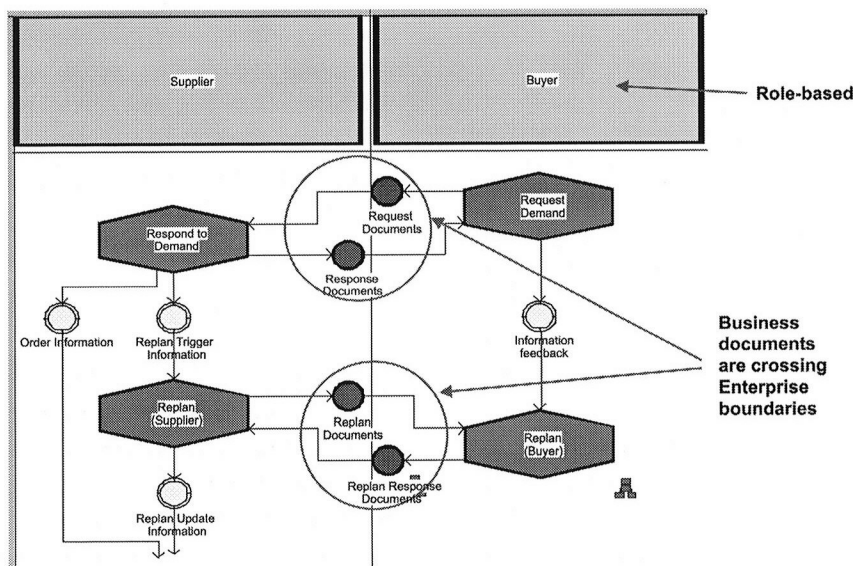 Supplier
Buyer
Role-based
Request
Documents
Request
Demand
Respond to
Demand
Response
Documents
Order Information
Replan Trigger
Information
Information
feedback
Business
documents
are crossing
Enterprise
boundaries
Replan
(Supplier)
Replan
Documents
Replan
(Buyer)
Replan Response
Documents
Replan Update
Information